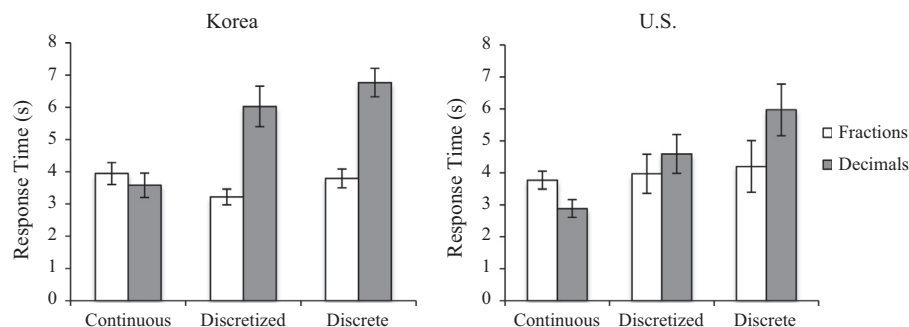 Korea
Response Time (s)
8
7
6
5
4
3
2
1
0
Continuous Discretized Discrete
U.S.
Response Time (s)
8
7
6
5
4
3
2
1
0
Continuous Discretized Discrete
Fractions
Decimals